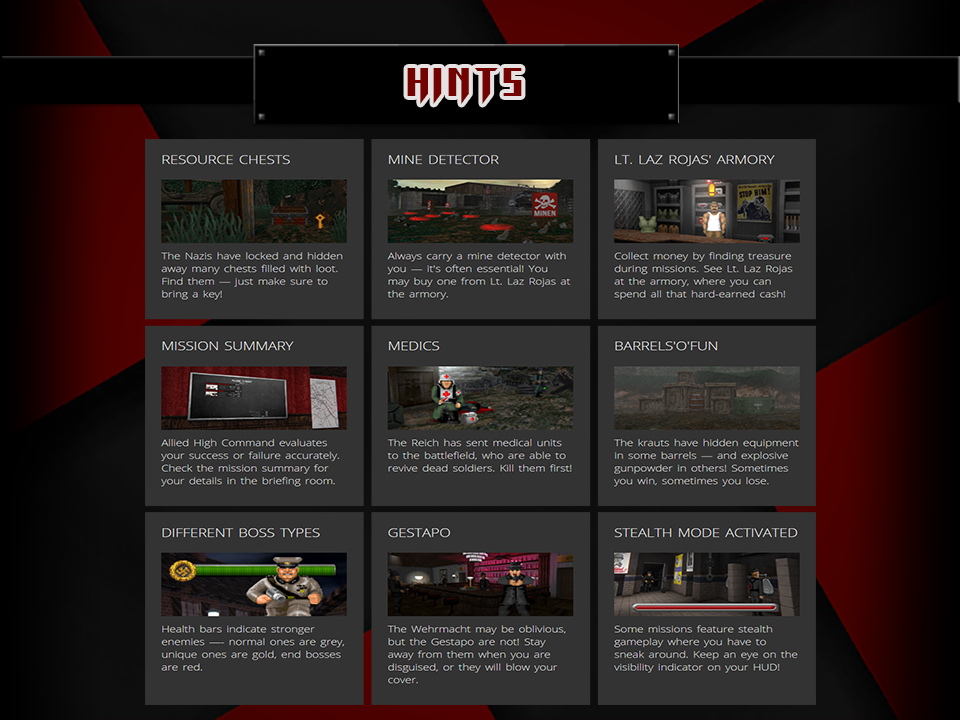 HINTS
RESOURCE CHESTS
The Nazis have locked and hidden
away many chests filled with loot.
Find them — just make sure to
bring a key!
MINE DETECTOR
MINEN
Always carry a mine detector with
you — it's often essential! You
may buy one from Lt. Laz Rojas at
the armory.
LT. LAZ ROJAS' ARMORY
STOP HIM!
Collect money by finding treasure
during missions. See Lt. Laz Rojas
at the armory, where you can
spend all that hard-earned cash!
MISSION SUMMARY
Allied High Command evaluates
your success or failure accurately.
Check the mission summary for
your details in the briefing room.
MEDICS
The Reich has sent medical units
to the battlefield, who are able to
revive dead soldiers. Kill them first!
BARRELS'O'FUN
The krauts have hidden equipment
in some barrels — and explosive
gunpowder in others! Sometimes
you win, sometimes you lose.
DIFFERENT BOSS TYPES
Health bars indicate stronger
enemies — normal ones are grey,
unique ones are gold, end bosses
are red.
GESTAPO
The Wehrmacht may be oblivious,
but the Gestapo are not! Stay
away from them when you are
disguised, or they will blow your
cover.
STEALTH MODE ACTIVATED
Some missions feature stealth
gameplay where you have to
sneak around. Keep an eye on the
visibility indicator on your HUD!